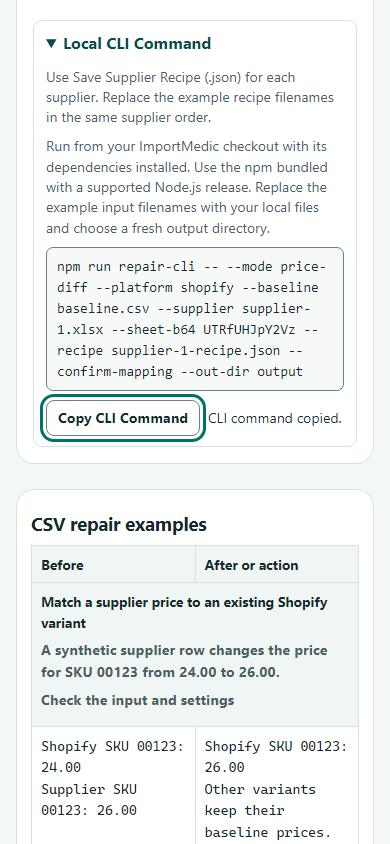 ▼ Local CLI Command
Use Save Supplier Recipe (.json) for each
supplier. Replace the example recipe filenames
in the same supplier order.
Run from your ImportMedic checkout with its
dependencies installed. Use the npm bundled
with a supported Node.js release. Replace the
example input filenames with your local files
and choose a fresh output directory.
npm run repair-cli -- --mode price-
diff --platform shopify --baseline
baseline.csv --supplier supplier-
1.xlsx --sheet-b64 UTRfUHJpY2Vz --
recipe supplier-1-recipe.json --
confirm-mapping --out-dir output
Copy CLI Command CLI command copied.
CSV repair examples
Before After or action
Match a supplier price to an existing Shopify
variant
A synthetic supplier row changes the price
for SKU 00123 from 24.00 to 26.00.
Check the input and settings
Shopify SKU 00123:
24.00
Supplier SKU
00123: 26.00
Shopify SKU 00123:
26.00
Other variants
keep their
baseline prices.